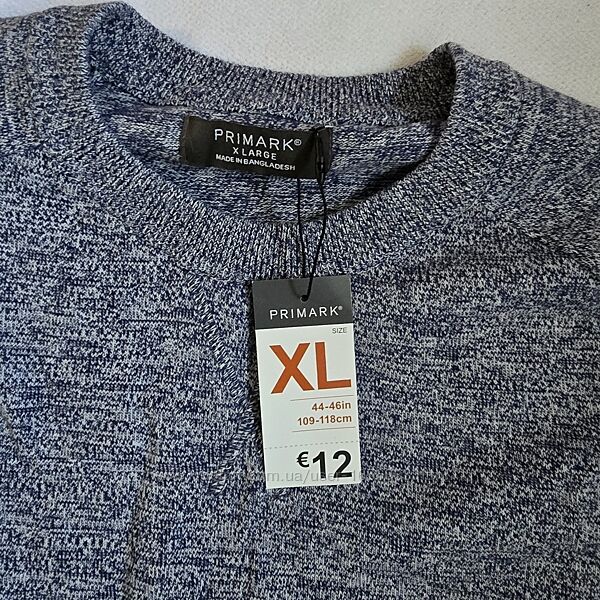 PRIMARK®
X LARGE
MADE IN BANGLADESH
PRIMARK®
SIZE
XL
44-46in
109-118cm
€12